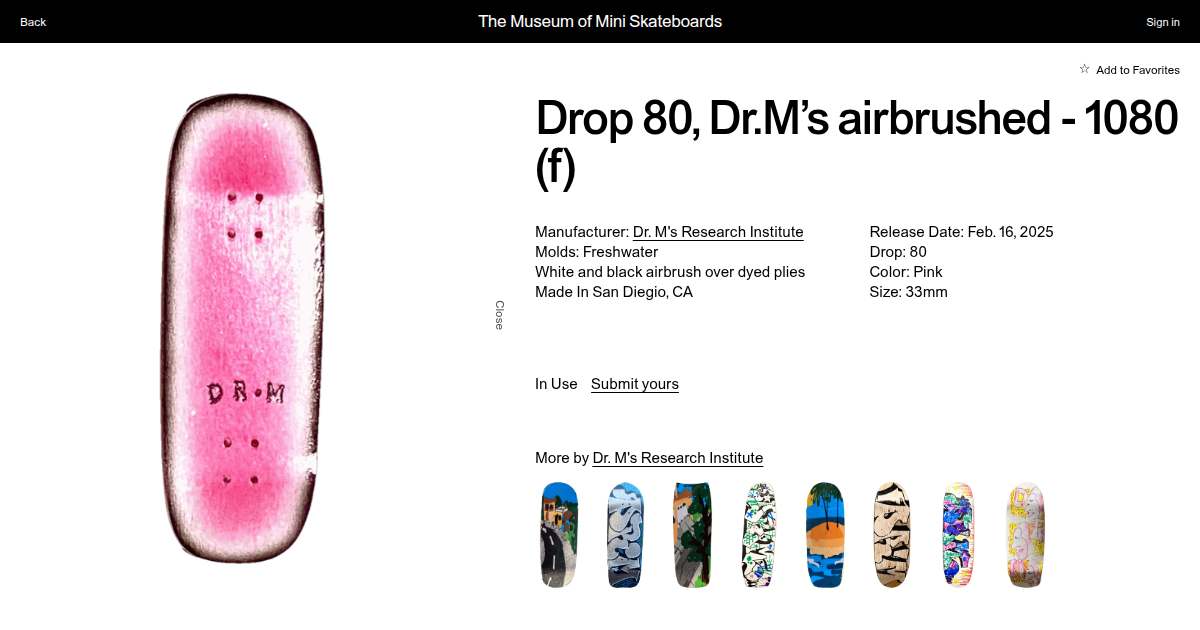 Back
The Museum of Mini Skateboards
Sign in
☆ Add to Favorites
Drop 80, Dr.M’s airbrushed - 1080
(f)
Manufacturer: Dr. M's Research Institute
Molds: Freshwater
White and black airbrush over dyed plies
Made In San Diegio, CA
Release Date: Feb. 16, 2025
Drop: 80
Color: Pink
Size: 33mm
Close
DR•M
In Use Submit yours
More by Dr. M's Research Institute